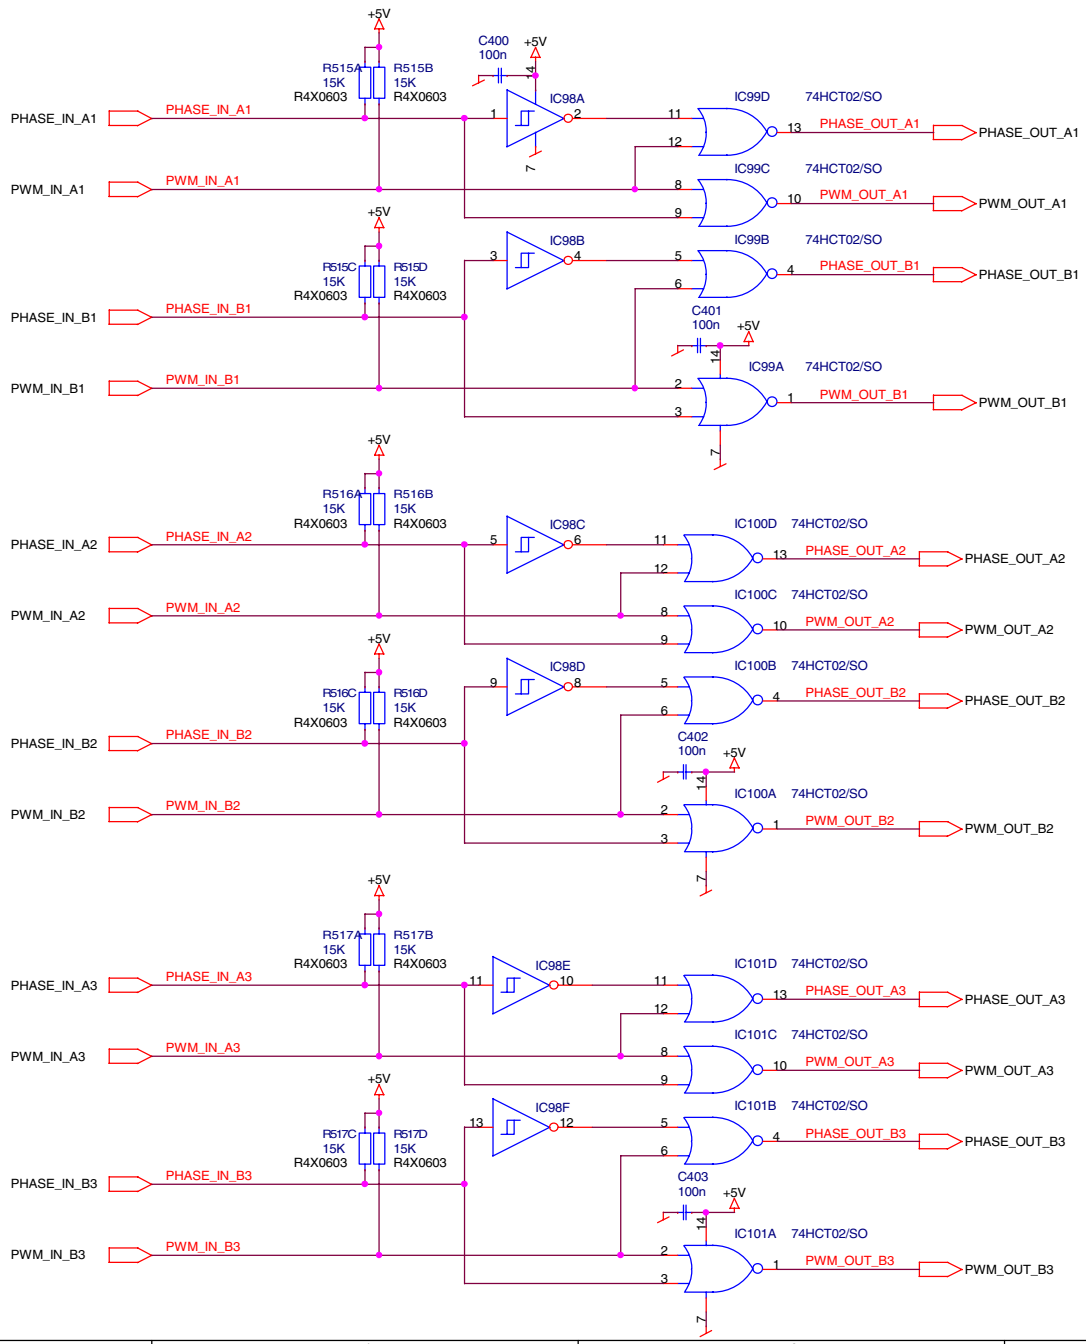 +5V
C400
100n
+5V
14
R515A
15K
R4X0603
R515B
15K
R4X0603
IC98A
IC99D 74HCT02/SO
PHASE_IN_A1
PHASE_IN_A1
1
2
11
12
13
PHASE_OUT_A1
PHASE_OUT_A1
7
IC99C 74HCT02/SO
PWM_IN_A1
PWM_IN_A1
8
9
10
PWM_OUT_A1
PWM_OUT_A1
+5V
IC98B
IC99B 74HCT02/SO
R515C
15K
R4X0603
R515D
15K
R4X0603
3
4
5
6
4
PHASE_OUT_B1
PHASE_OUT_B1
PHASE_IN_B1
PHASE_IN_B1
C401
100n
+5V
14
IC99A 74HCT02/SO
PWM_IN_B1
PWM_IN_B1
2
3
1
PWM_OUT_B1
PWM_OUT_B1
7
+5V
R516A
15K
R4X0603
R516B
15K
R4X0603
IC98C
IC100D 74HCT02/SO
PHASE_IN_A2
PHASE_IN_A2
5
6
11
12
13
PHASE_OUT_A2
PHASE_OUT_A2
IC100C 74HCT02/SO
PWM_IN_A2
PWM_IN_A2
8
9
10
PWM_OUT_A2
PWM_OUT_A2
+5V
IC98D
IC100B 74HCT02/SO
R516C
15K
R4X0603
R516D
15K
R4X0603
9
8
5
6
4
PHASE_OUT_B2
PHASE_OUT_B2
PHASE_IN_B2
PHASE_IN_B2
C402
100n
+5V
14
IC100A 74HCT02/SO
PWM_IN_B2
PWM_IN_B2
2
3
1
PWM_OUT_B2
PWM_OUT_B2
7
+5V
R517A
15K
R4X0603
R517B
15K
R4X0603
IC98E
IC101D 74HCT02/SO
PHASE_IN_A3
PHASE_IN_A3
11
10
11
12
13
PHASE_OUT_A3
PHASE_OUT_A3
IC101C 74HCT02/SO
PWM_IN_A3
PWM_IN_A3
8
9
10
PWM_OUT_A3
PWM_OUT_A3
+5V
IC98F
IC101B 74HCT02/SO
R517C
15K
R4X0603
R517D
15K
R4X0603
13
12
5
6
4
PHASE_OUT_B3
PHASE_OUT_B3
PHASE_IN_B3
PHASE_IN_B3
C403
100n
+5V
14
IC101A 74HCT02/SO
PWM_IN_B3
PWM_IN_B3
2
3
1
PWM_OUT_B3
PWM_OUT_B3
7